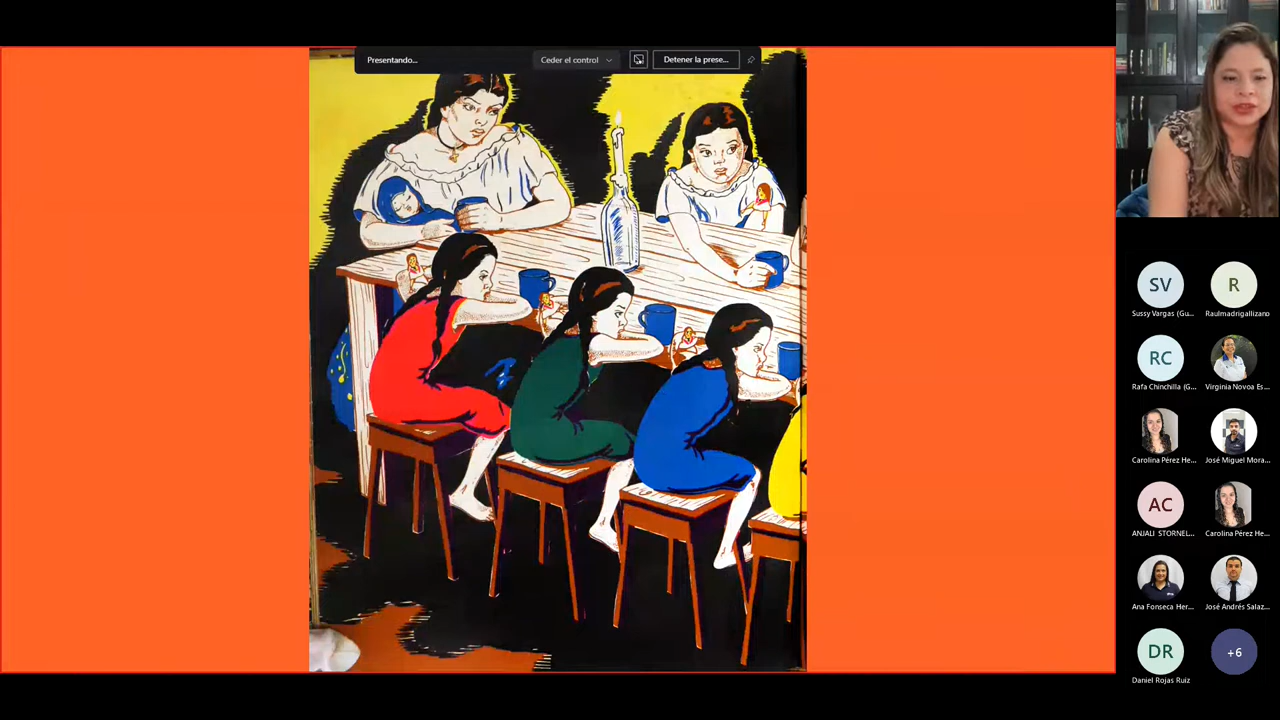 Presentando...
Ceder el control
Detener la prese...
SV
R
Sussy Vargas (Gu...
Raulmadrigallizano
RC
Rafa Chinchilla (G...
Virginia Novoa Es...
Carolina Pérez He...
José Miguel Mora...
AC
ANJALI STORNEL...
Carolina Pérez He...
Ana Fonseca Her...
José Andrés Salaz...
DR
+6
Daniel Rojas Ruiz